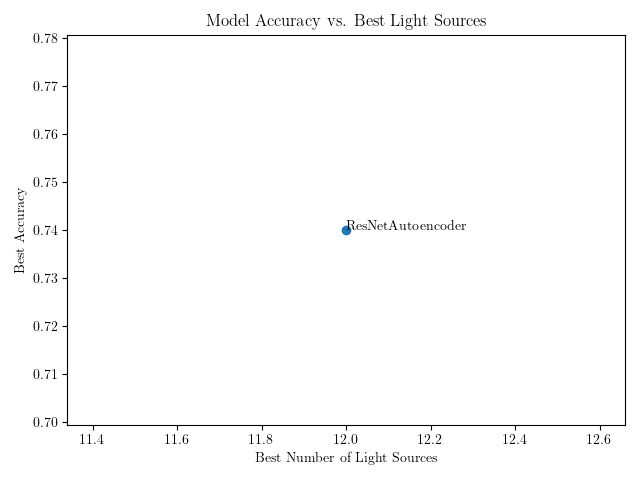 Model Accuracy vs. Best Light Sources
0.78
0.77
0.76
0.75
0.74
0.73
0.72
0.71
0.70
Best Accuracy
ResNetAutoencoder
11.4 11.6 11.8 12.0 12.2 12.4 12.6
Best Number of Light Sources